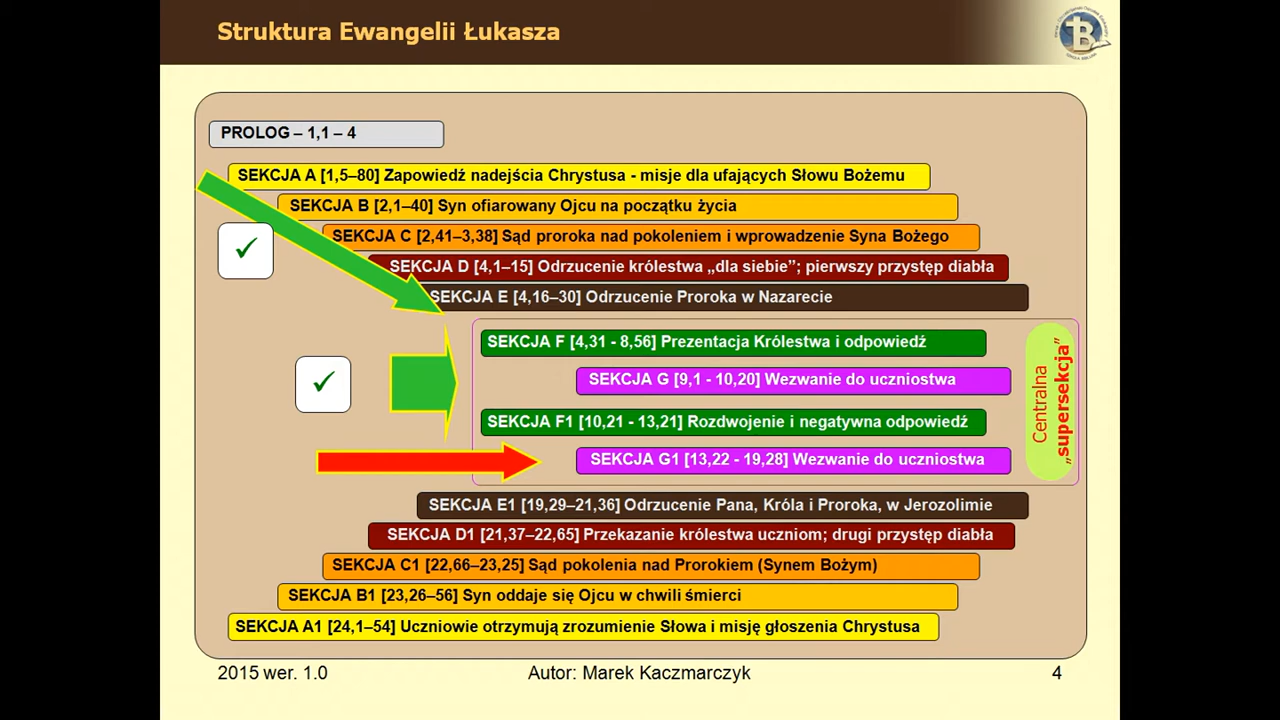 Struktura Ewangelii Łukasza
PROLOG – 1,1 – 4
SEKCJA A [1,5–80] Zapowiedź nadejścia Chrystusa - misje dla ufających Słowu Bożemu
SEKCJA B [2,1–40] Syn ofiarowany Ojcu na początku życia
SEKCJA C [2,41–3,38] Sąd proroka nad pokoleniem i wprowadzenie Syna Bożego
SEKCJA D [4,1–15] Odrzucenie królestwa „dla siebie”; pierwszy przystęp diabła
SEKCJA E [4,16–30] Odrzucenie Proroka w Nazarecie
SEKCJA F [4,31 - 8,56] Prezentacja Królestwa i odpowiedź
SEKCJA G [9,1 - 10,20] Wezwanie do uczniostwa
SEKCJA F1 [10,21 - 13,21] Rozdwojenie i negatywna odpowiedź
SEKCJA G1 [13,22 - 19,28] Wezwanie do uczniostwa
Centralna
„supersekcja”
SEKCJA E1 [19,29–21,36] Odrzucenie Pana, Króla i Proroka, w Jerozolimie
SEKCJA D1 [21,37–22,65] Przekazanie królestwa uczniom; drugi przystęp diabła
SEKCJA C1 [22,66–23,25] Sąd pokolenia nad Prorokiem (Synem Bożym)
SEKCJA B1 [23,26–56] Syn oddaje się Ojcu w chwili śmierci
SEKCJA A1 [24,1–54] Uczniowie otrzymują zrozumienie Słowa i misję głoszenia Chrystusa
2015 wer. 1.0
Autor: Marek Kaczmarczyk
4